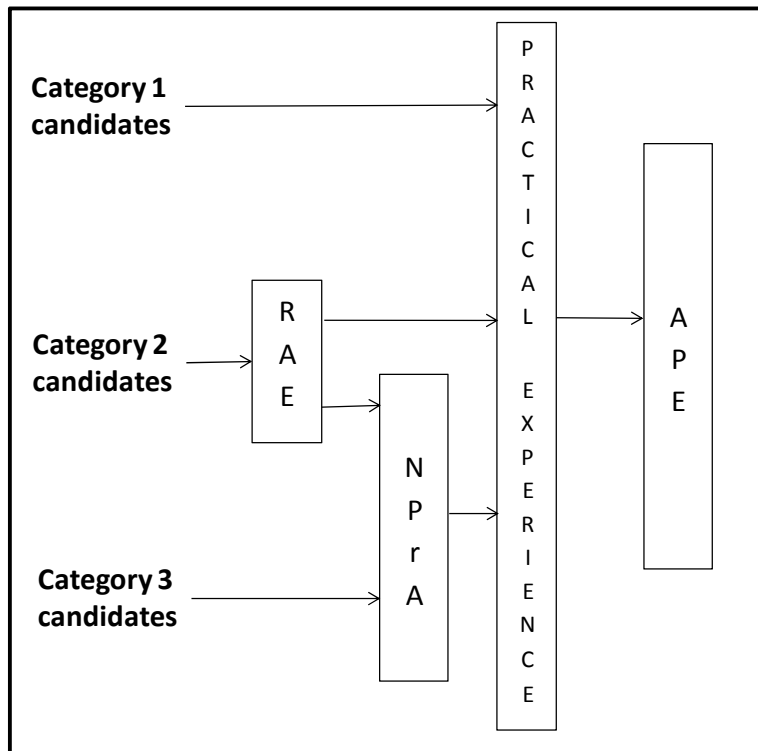 Category 1
candidates
Category 2
candidates
Category 3
candidates
RAE
NPrA
PRACTICAL EXPERIENCE
APE